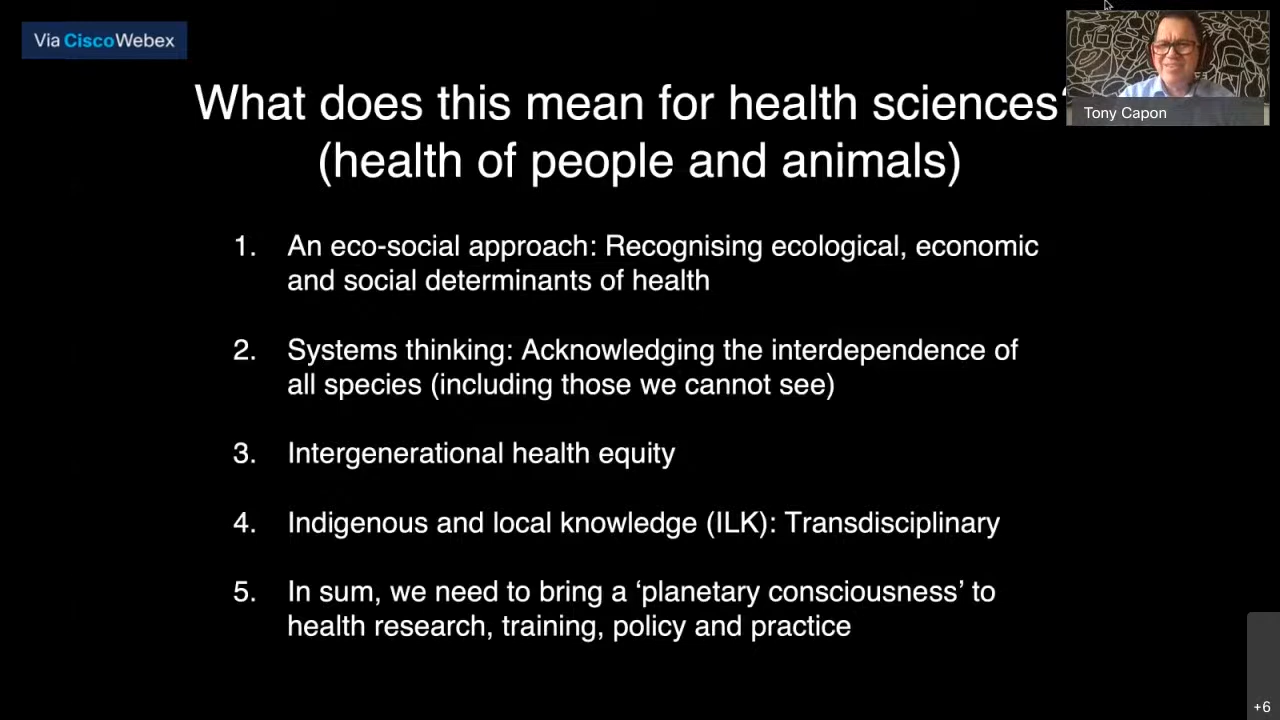 Via CiscoWebex
What does this mean for health sciences?
(health of people and animals)
Tony Capon
1. An eco-social approach: Recognising ecological, economic
and social determinants of health
2. Systems thinking: Acknowledging the interdependence of
all species (including those we cannot see)
3. Intergenerational health equity
4. Indigenous and local knowledge (ILK): Transdisciplinary
5. In sum, we need to bring a ‘planetary consciousness’ to
health research, training, policy and practice
+6